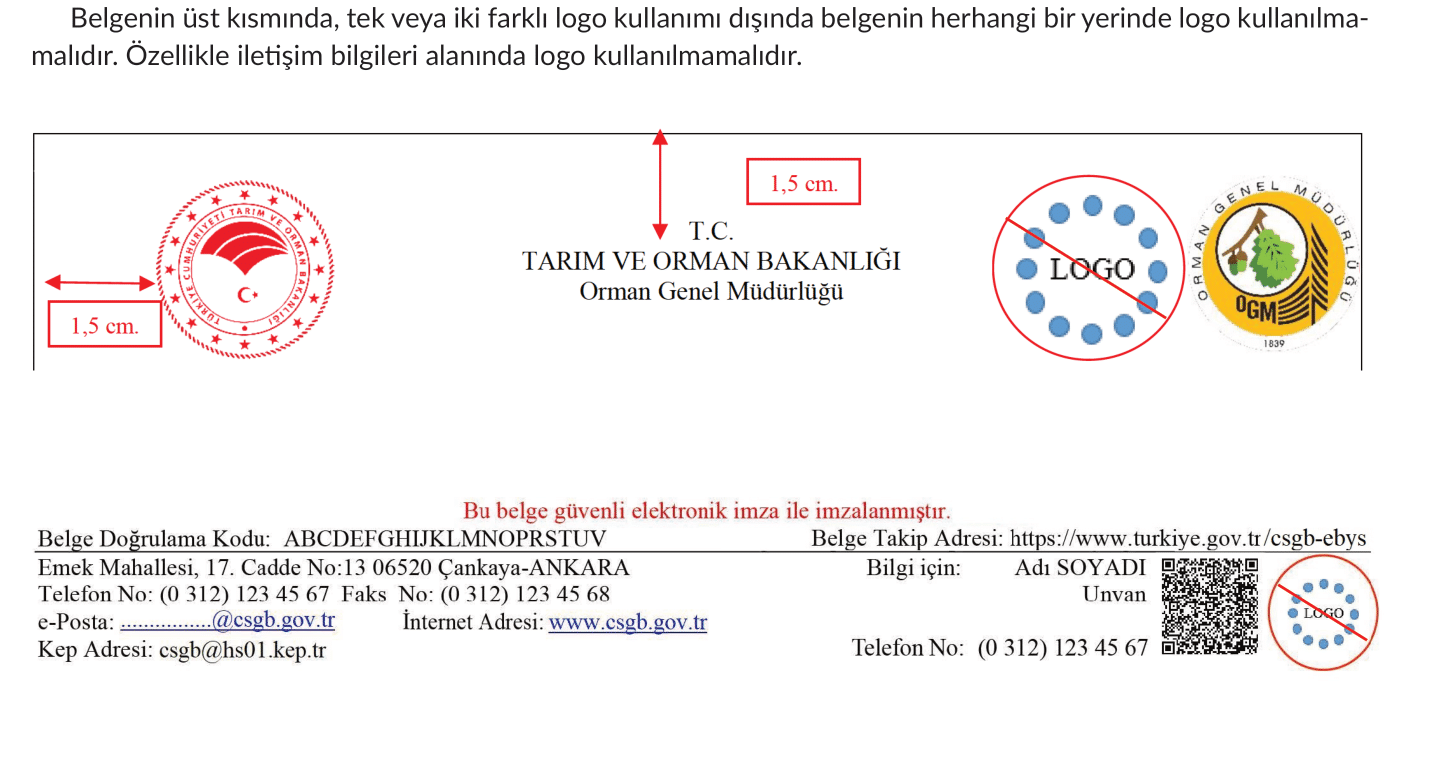 Belgenin üst kısmında, tek veya iki farklı logo kullanımı dışında belgenin herhangi bir yerinde logo kullanılma-
malıdır. Özellikle iletişim bilgileri alanında logo kullanılmamalıdır.
1,5 cm.
T.C.
TARIM VE ORMAN BAKANLIĞI
Orman Genel Müdürlüğü
1,5 cm.
TÜRKİYE CUMHURİYETİ TARIM VE ORMAN BAKANLIĞI
LOGO
ORMAN GENEL MÜDÜRLÜĞÜ
OGM
1839
Bu belge güvenli elektronik imza ile imzalanmıştır.
Belge Doğrulama Kodu: ABCDEFGHIJKLMNOPRSTUV Belge Takip Adresi: https://www.turkiye.gov.tr/csgb-ebys
Emek Mahallesi, 17. Cadde No:13 06520 Çankaya-ANKARA Bilgi için: Adı SOYADI
Telefon No: (0 312) 123 45 67 Faks No: (0 312) 123 45 68 Unvan
e-Posta: ................@csgb.gov.tr İnternet Adresi: www.csgb.gov.tr
Kep Adresi: csgb@hs01.kep.tr Telefon No: (0 312) 123 45 67
LOGO